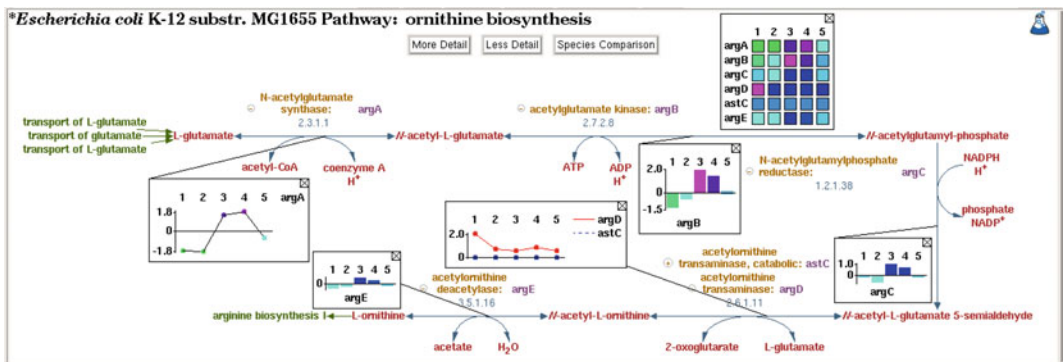 *Escherichia coli K-12 substr. MG1655 Pathway: ornithine biosynthesis
More Detail
Less Detail
Species Comparison
1 2 3 4 5
argA
argB
argC
argD
astC
argE
N-acetylglutamate
synthase: argA
2.3.1.1
acetylglutamate kinase: argB
2.7.2.8
transport of L-glutamate
transport of glutamate
transport of L-glutamate
L-glutamate
N-acetyl-L-glutamate
N-acetylglutamyl-phosphate
acetyl-CoA
coenzyme A
H+
ATP
ADP
H+
N-acetylglutamylphosphate
reductase: argC
1.2.1.38
NADPH
H+
phosphate
NADP+
1 2 3 4 5 argA
1.8
0
-1.8
1 2 3 4 5
2.0
0
-1.5
argB
1 2 3 4 5
argD
astC
2.0
0.0
acetylornithine
transaminase, catabolic: astC
acetylornithine
transaminase: argD
2.6.1.11
1 2 3 4 5
1.0
0
argC
1 2 3 4 5
0
argE
acetylornithine
deacetylase: argE
3.5.1.16
arginine biosynthesis I
L-ornithine
N-acetyl-L-ornithine
N-acetyl-L-glutamate 5-semialdehyde
acetate
H2O
2-oxoglutarate
L-glutamate